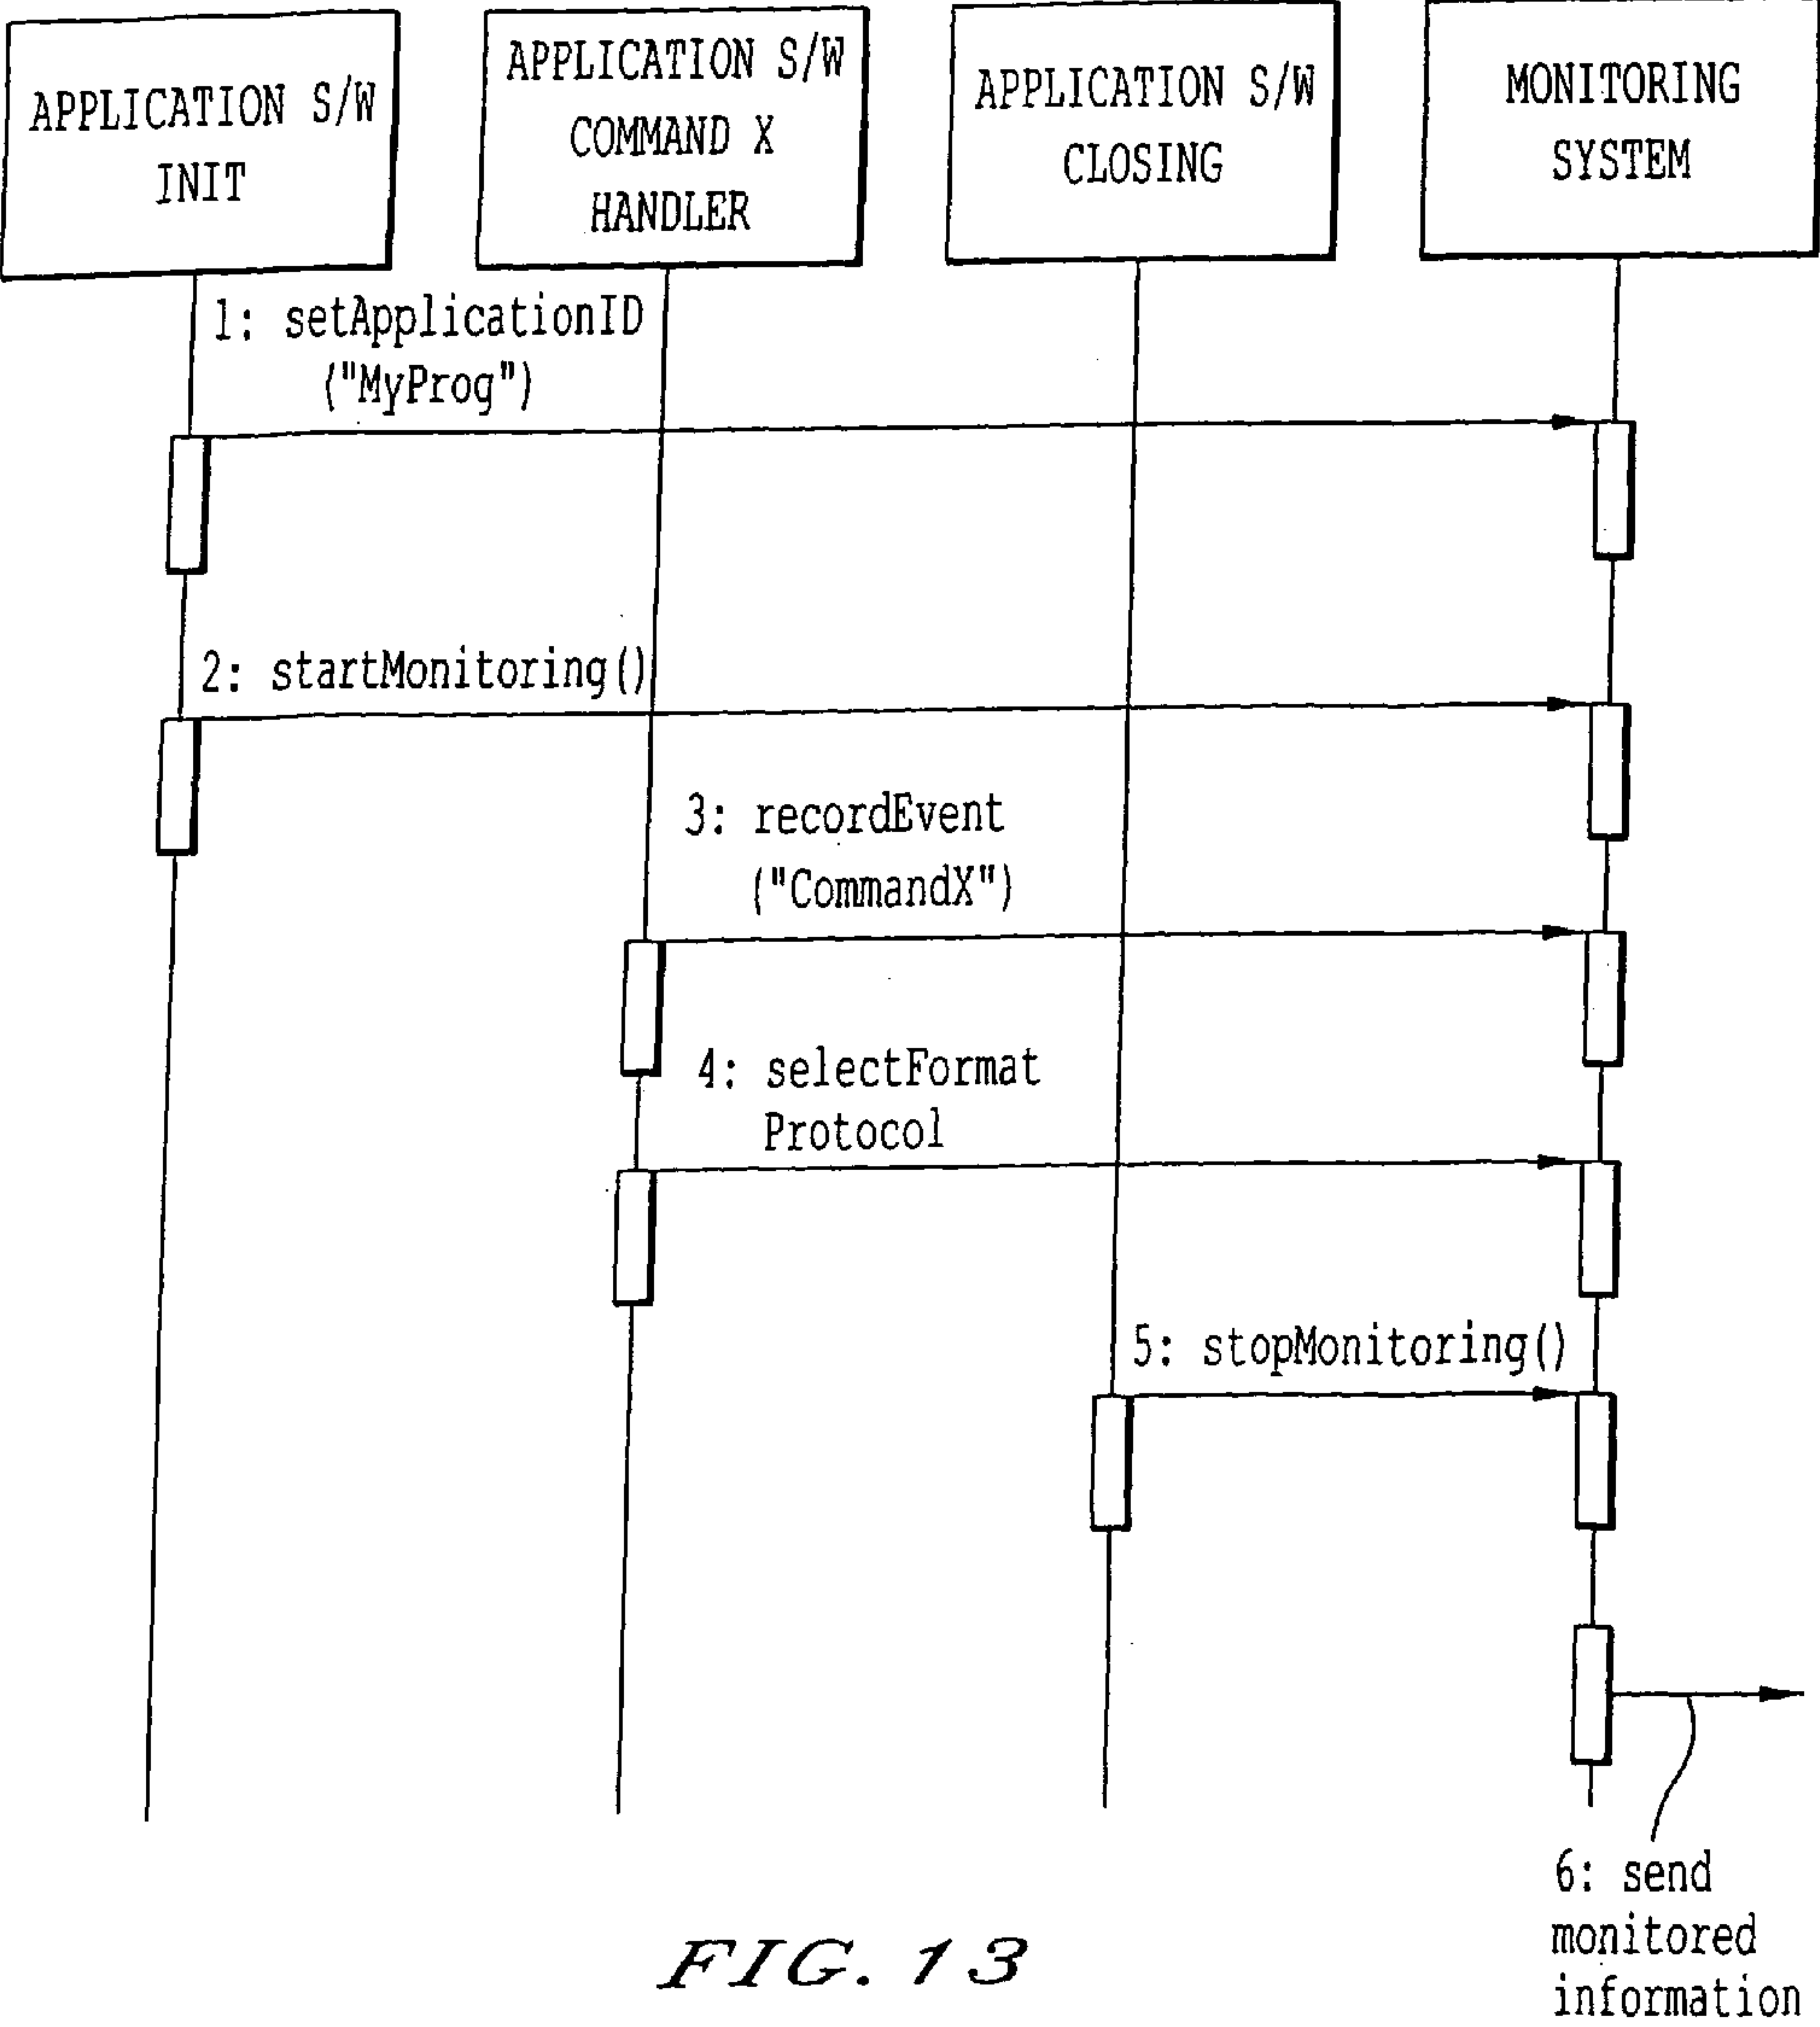 APPLICATION S/W
INIT
APPLICATION S/W
COMMAND X
HANDLER
APPLICATION S/W
CLOSING
MONITORING
SYSTEM
1: setApplicationID
("MyProg")
2: startMonitoring()
3: recordEvent
("CommandX")
4: selectFormat
Protocol
5: stopMonitoring()
6: send
monitored
information
FIG. 13